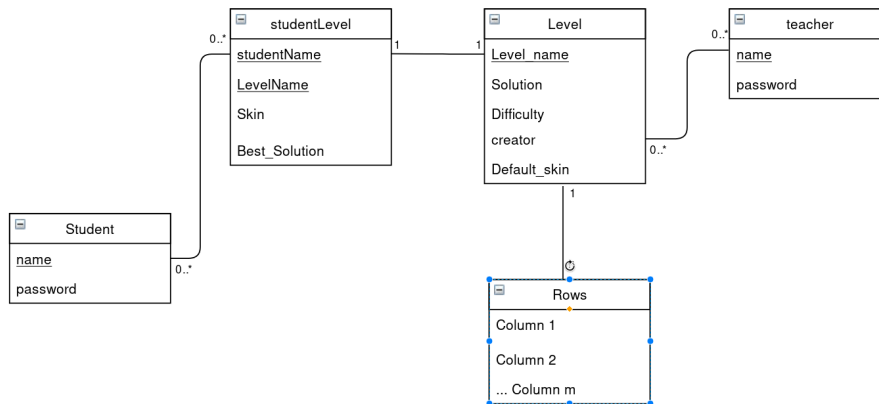 studentLevel
studentName
LevelName
Skin
Best_Solution
0..*
1
Level
Level_name
Solution
Difficulty
creator
Default_skin
1
0..*
1
teacher
name
password
0..*
Student
name
password
0..*
Rows
Column 1
Column 2
... Column m